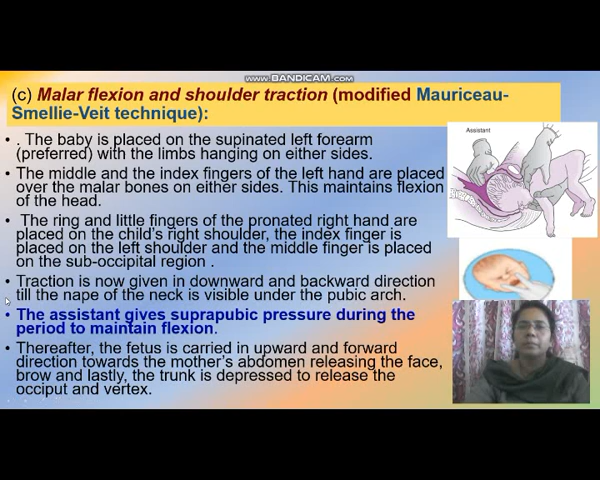 WWW.BANDICAM.COM
(c) Malar flexion and shoulder traction (modified Mauriceau-
Smellie-Veit technique):
• . The baby is placed on the supinated left forearm
(preferred) with the limbs hanging on either sides.
• The middle and the index fingers of the left hand are placed
over the malar bones on either sides. This maintains flexion
of the head.
• The ring and little fingers of the pronated right hand are
placed on the child's right shoulder, the index finger is
placed on the left shoulder and the middle finger is placed
on the sub-occipital region .
• Traction is now given in downward and backward direction
till the nape of the neck is visible under the pubic arch.
• The assistant gives suprapubic pressure during the
period to maintain flexion.
• Thereafter, the fetus is carried in upward and forward
direction towards the mother's abdomen releasing the face,
brow and lastly, the trunk is depressed to release the
occiput and vertex.
Assistant